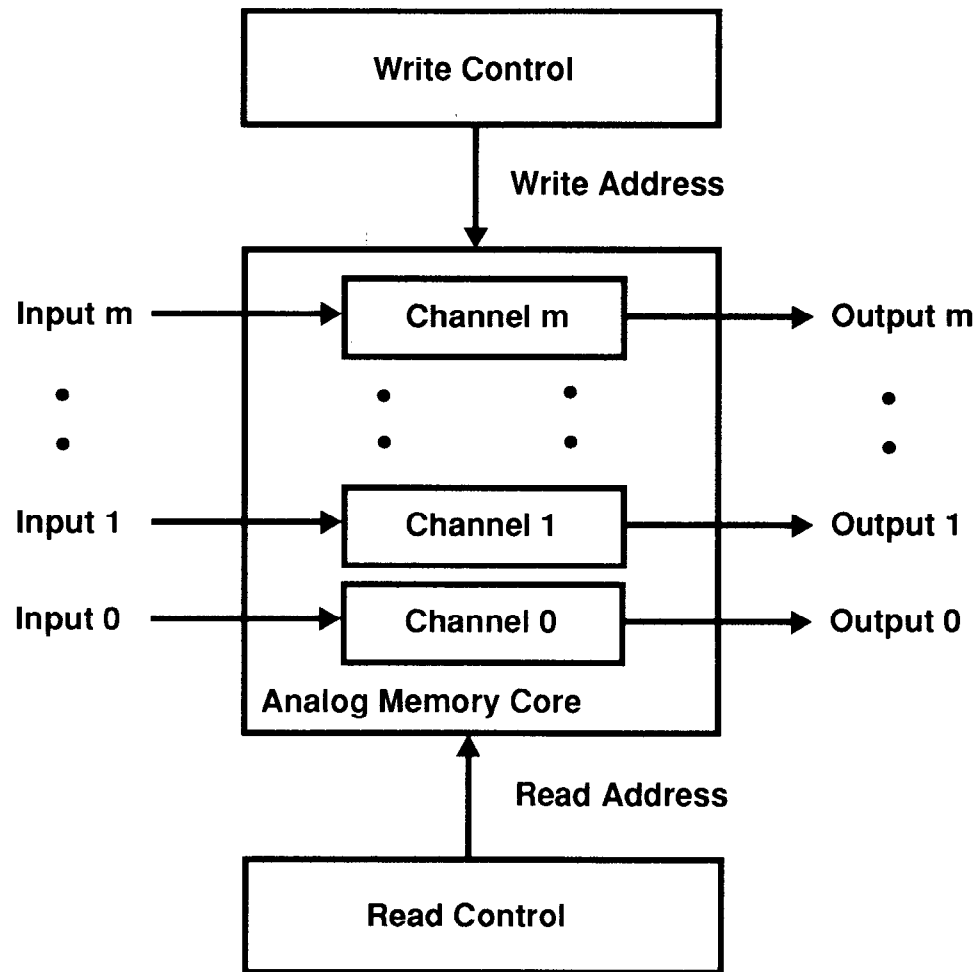 Write Control
Write Address
Input m
Channel m
Output m
Input 1
Channel 1
Output 1
Input 0
Channel 0
Output 0
Analog Memory Core
Read Address
Read Control